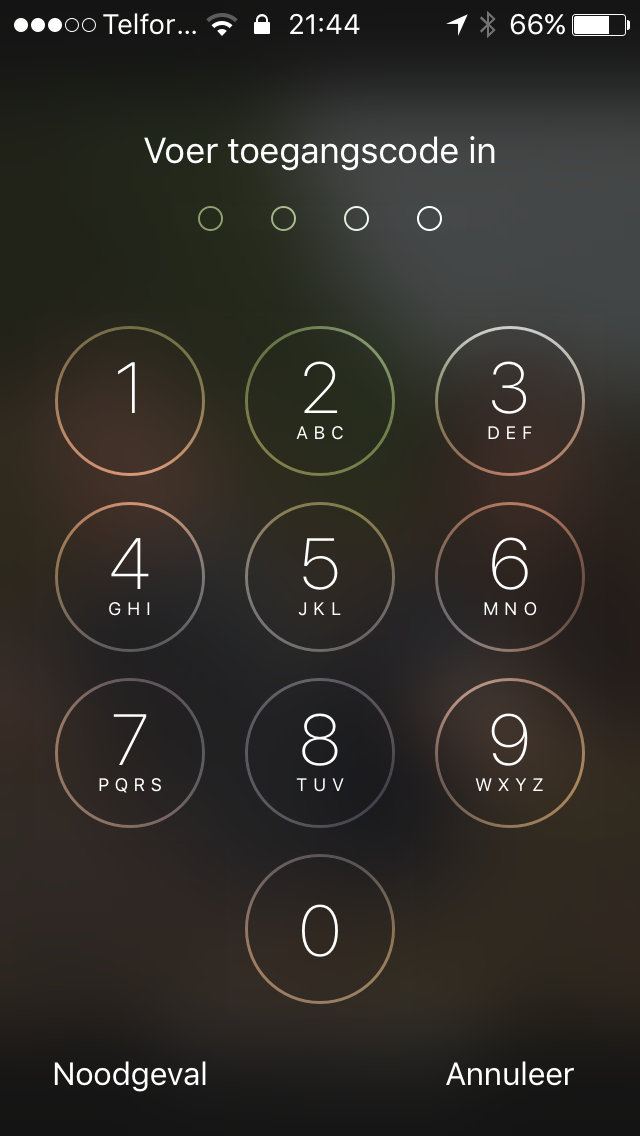 Telfor... 21:44 66%
Voer toegangscode in
1 2 3
ABC DEF
4 5 6
GHI JKL MNO
7 8 9
PQRS TUV WXYZ
0
Noodgeval Annuleer